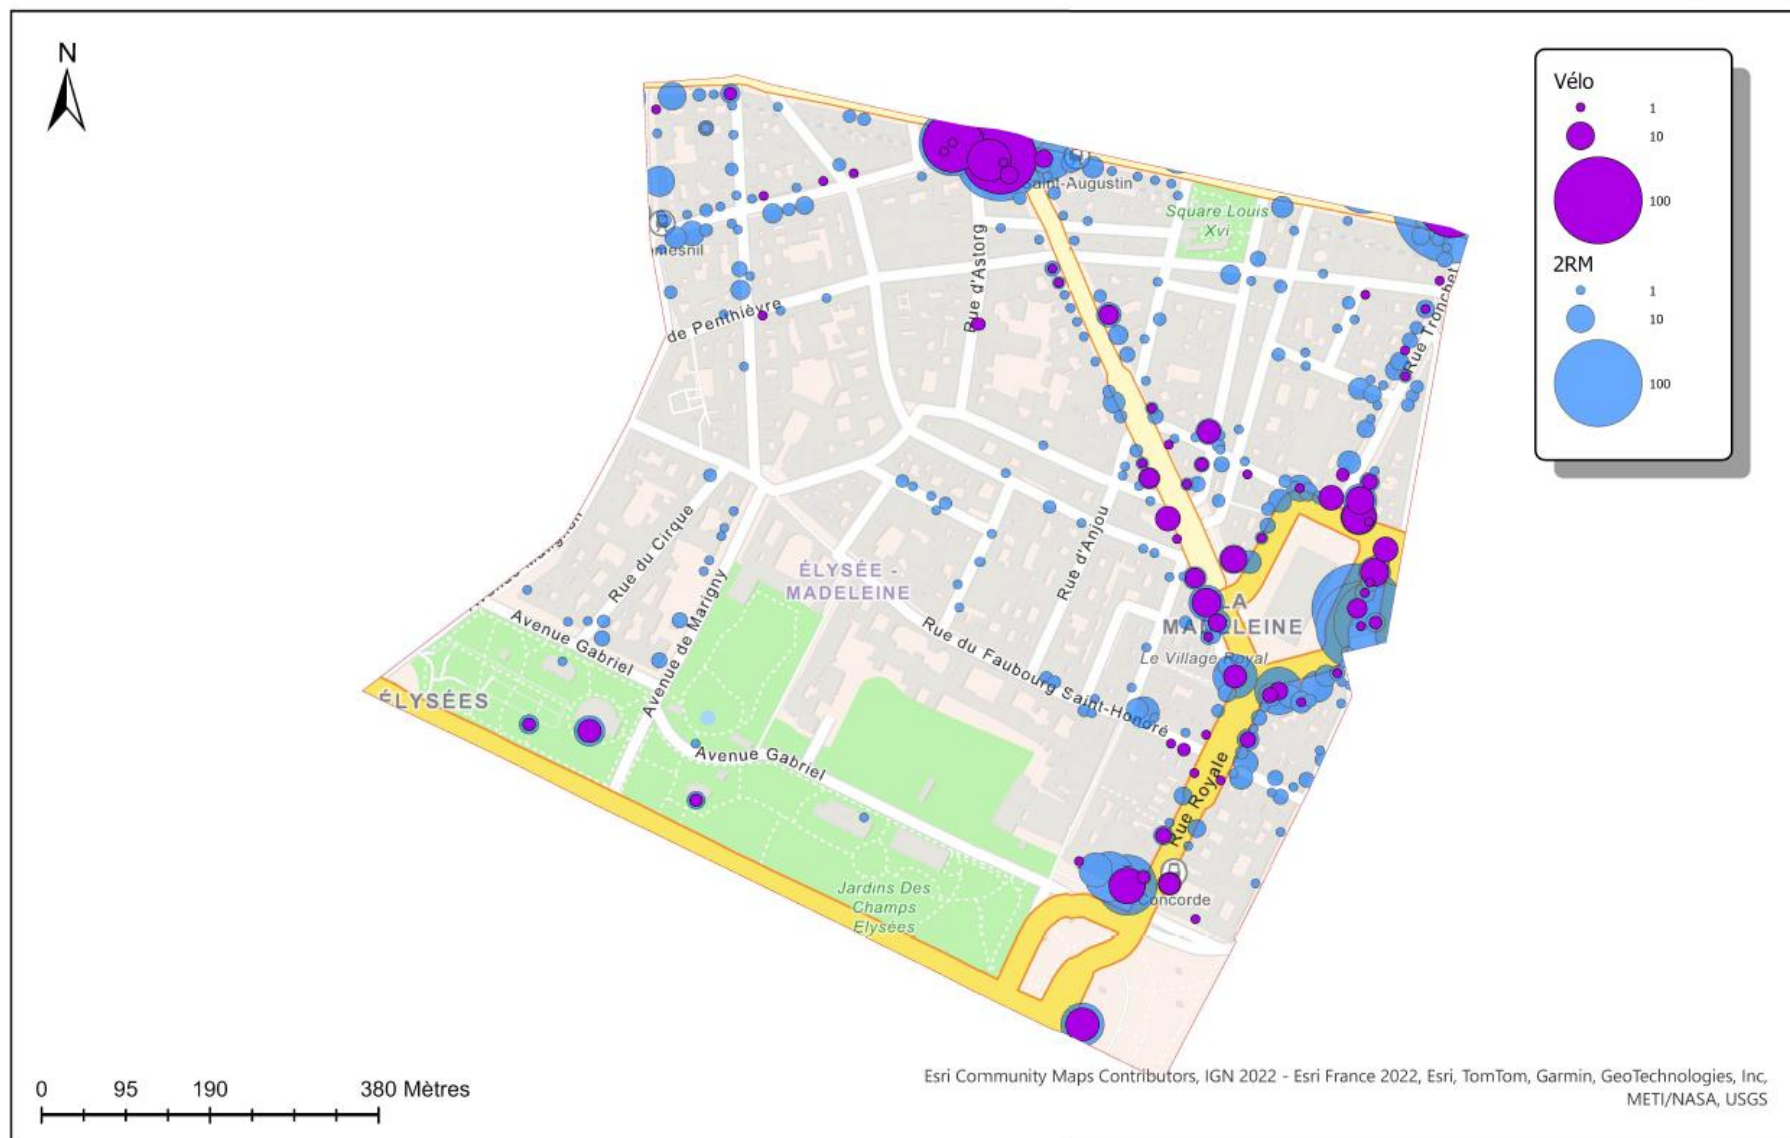 N
Vélo
1
10
100
2RM
1
10
100
Saint-Augustin
Square Louis
Xvi
Rue d'Astorg
Rue Tronchet
de Penthièvre
Rue du Cirque
Rue d'Anjou
ÉLYSÉE -
MADELEINE
LA
MADELEINE
Le Village Royal
Avenue Gabriel
Avenue de Marigny
Rue du Faubourg Saint-Honoré
ÉLYSÉES
Avenue Gabriel
Rue Royale
Jardins Des
Champs
Elysées
Concorde
0 95 190 380 Mètres
Esri Community Maps Contributors, IGN 2022 - Esri France 2022, Esri, TomTom, Garmin, GeoTechnologies, Inc,
METI/NASA, USGS